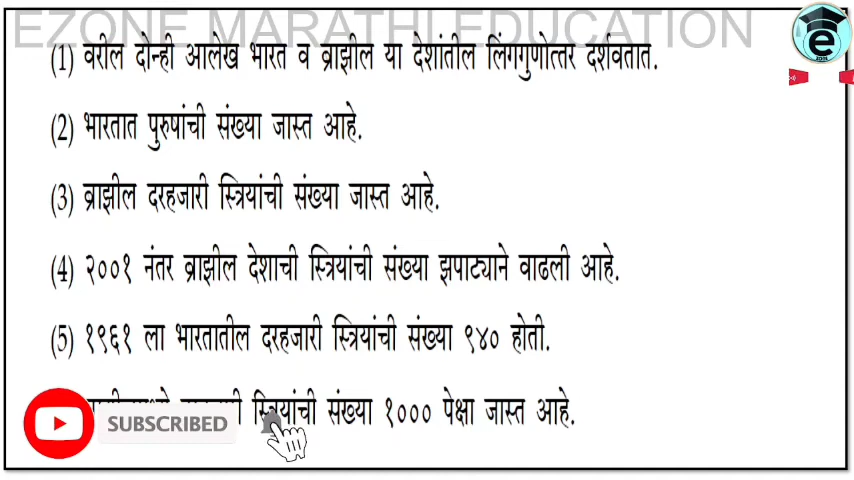 EZONE MARATHI EDUCATION
(1) वरील दोन्ही आलेख भारत व ब्राझील या देशांतील लिंगगुणोत्तर दर्शवतात.
(2) भारतात पुरुषांची संख्या जास्त आहे.
(3) ब्राझील दरहजारी स्त्रियांची संख्या जास्त आहे.
(4) २००१ नंतर ब्राझील देशाची स्त्रियांची संख्या झपाट्याने वाढली आहे.
(5) १९६१ ला भारतातील दरहजारी स्त्रियांची संख्या ९४० होती.
स्त्रियांची संख्या १००० पेक्षा जास्त आहे.
SUBSCRIBED